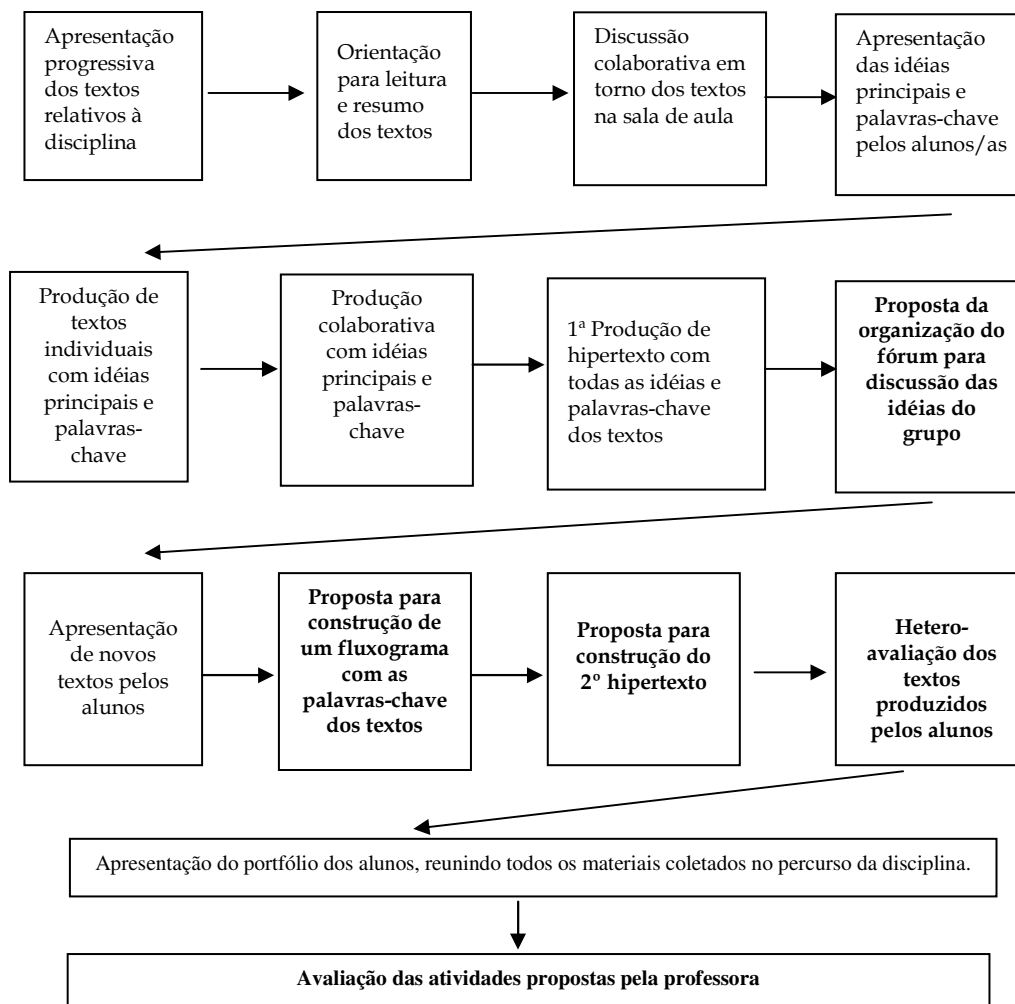 Apresentação
progressiva
dos textos
relativos à
disciplina
Orientação
para leitura
e resumo
dos textos
Discussão
colaborativa em
torno dos textos
na sala de aula
Apresentação
das idéias
principais e
palavras-chave
pelos alunos/as
Produção de
textos
individuais
com idéias
principais e
palavras-
chave
Produção
colaborativa
com idéias
principais e
palavras-
chave
1ª Produção de
hipertexto com
todas as idéias e
palavras-chave
dos textos
Proposta da
organização do
fórum para
discussão das
idéias do
grupo
Apresentação
de novos
textos pelos
alunos
Proposta para
construção de
um fluxograma
com as
palavras-chave
dos textos
Proposta para
construção do
2º hipertexto
Hetero-
avaliação dos
textos
produzidos
pelos alunos
Apresentação do portfólio dos alunos, reunindo todos os materiais coletados no percurso da disciplina.
Avaliação das atividades propostas pela professora